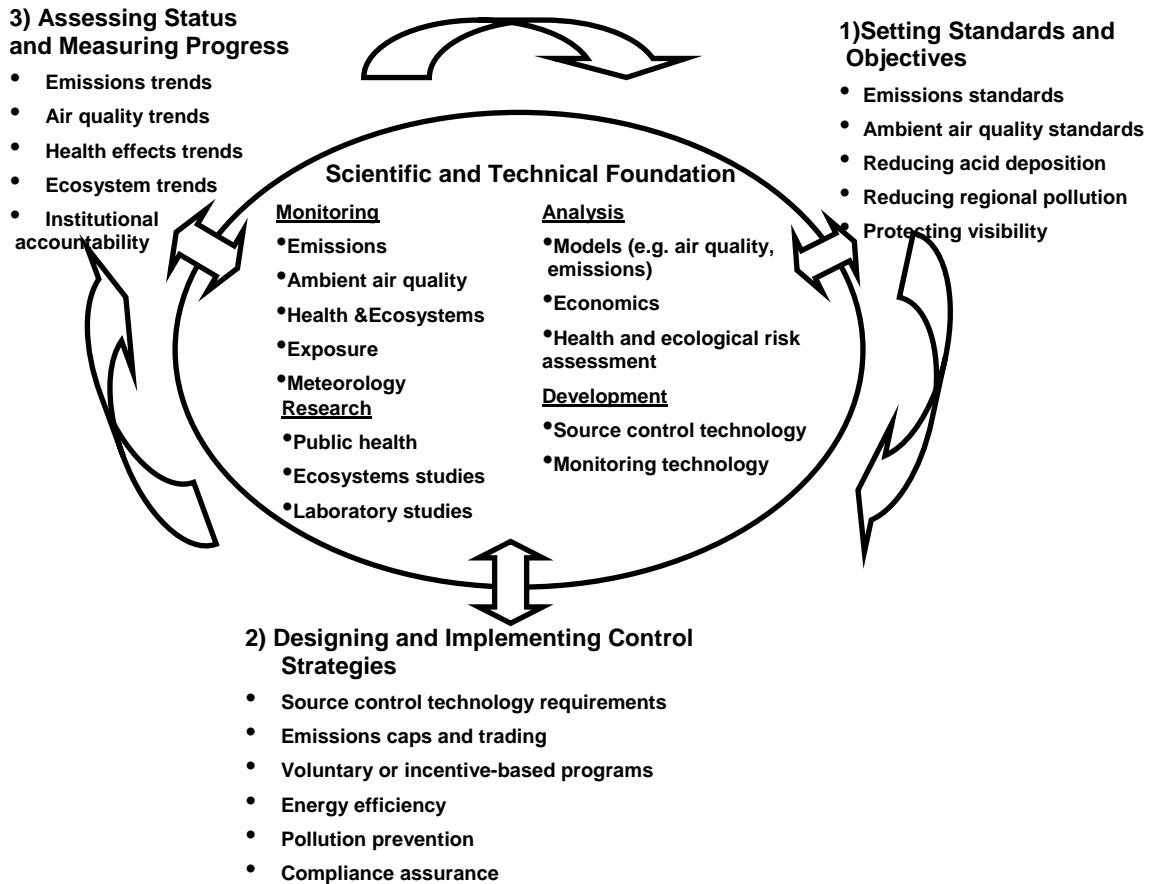 3) Assessing Status
and Measuring Progress
• Emissions trends
• Air quality trends
• Health effects trends
• Ecosystem trends
• Institutional
accountability
1)Setting Standards and
Objectives
• Emissions standards
• Ambient air quality standards
• Reducing acid deposition
• Reducing regional pollution
• Protecting visibility
Scientific and Technical Foundation
Monitoring
•Emissions
•Ambient air quality
•Health &Ecosystems
•Exposure
•Meteorology
Research
•Public health
•Ecosystems studies
•Laboratory studies
Analysis
•Models (e.g. air quality,
emissions)
•Economics
•Health and ecological risk
assessment
Development
•Source control technology
•Monitoring technology
2) Designing and Implementing Control
Strategies
• Source control technology requirements
• Emissions caps and trading
• Voluntary or incentive-based programs
• Energy efficiency
• Pollution prevention
• Compliance assurance